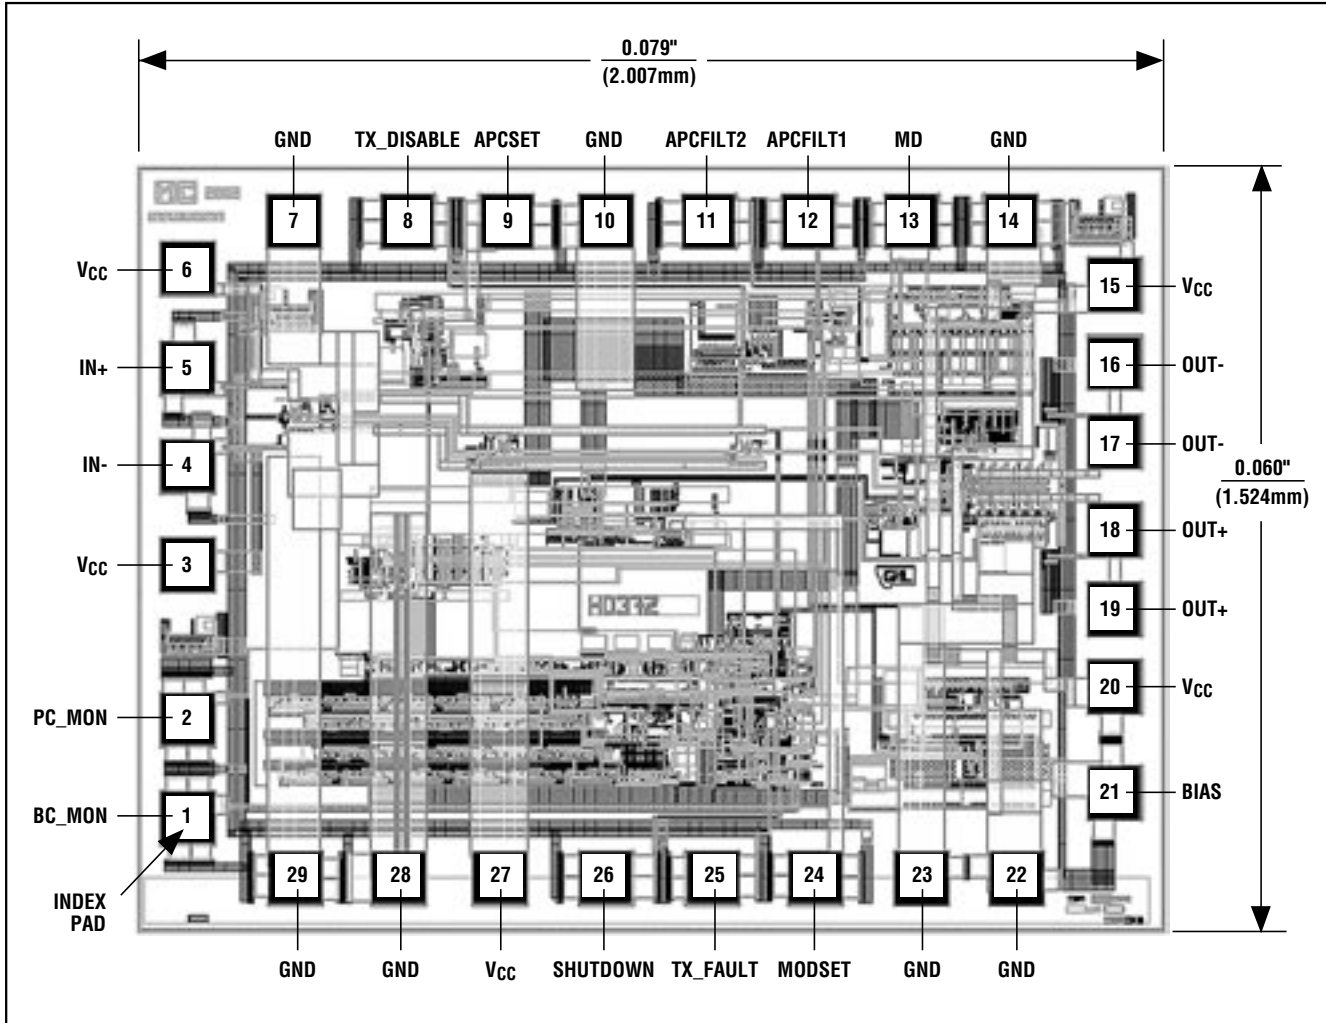 0.079"
(2.007mm)
GND TX_DISABLE APCSET GND APCFILT2 APCFILT1 MD GND
7 8 9 10 11 12 13 14
VCC 6
15 VCC
IN+ 5
16 OUT-
17 OUT-
IN- 4
0.060"
(1.524mm)
18 OUT+
VCC 3
19 OUT+
HD372
20 VCC
PC_MON 2
21 BIAS
BC_MON 1
29 28 27 26 25 24 23 22
INDEX
PAD
GND GND VCC SHUTDOWN TX_FAULT MODSET GND GND